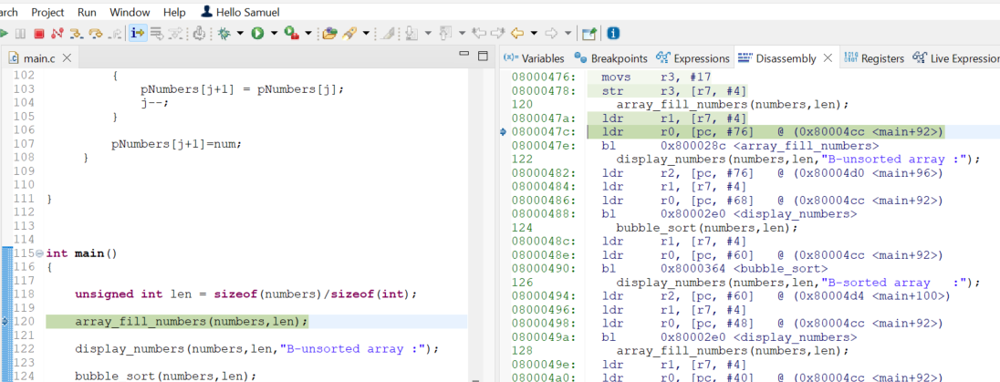 arch Project Run Window Help Hello Samuel
main.c
(x)= Variables Breakpoints Expressions Disassembly Registers Live Expression
102 {
103 pNumbers[j+1] = pNumbers[j];
104 j--;
105 }
106
107 pNumbers[j+1]=num;
108 }
109
110
111 }
112
113
114
115 int main()
116 {
117
118 unsigned int len = sizeof(numbers)/sizeof(int);
119
120 array_fill_numbers(numbers,len);
121
122 display_numbers(numbers,len,"B-unsorted array :");
123
124 bubble sort(numbers,len);
08000476: movs r3, #17
08000478: str r3, [r7, #4]
120 array_fill_numbers(numbers,len);
0800047a: ldr r1, [r7, #4]
0800047c: ldr r0, [pc, #76] @ (0x80004cc <main+92>)
0800047e: bl 0x800028c <array_fill_numbers>
122 display_numbers(numbers,len,"B-unsorted array :");
08000482: ldr r2, [pc, #76] @ (0x80004d0 <main+96>)
08000484: ldr r1, [r7, #4]
08000486: ldr r0, [pc, #68] @ (0x80004cc <main+92>)
08000488: bl 0x80002e0 <display_numbers>
124 bubble_sort(numbers,len);
0800048c: ldr r1, [r7, #4]
0800048e: ldr r0, [pc, #60] @ (0x80004cc <main+92>)
08000490: bl 0x8000364 <bubble_sort>
126 display_numbers(numbers,len,"B-sorted array :");
08000494: ldr r2, [pc, #60] @ (0x80004d4 <main+100>)
08000496: ldr r1, [r7, #4]
08000498: ldr r0, [pc, #48] @ (0x80004cc <main+92>)
0800049a: bl 0x80002e0 <display_numbers>
128 array_fill_numbers(numbers,len);
0800049e: ldr r1, [r7, #4]
080004a0: ldr r0, [pc, #40] @ (0x80004cc <main+92>)